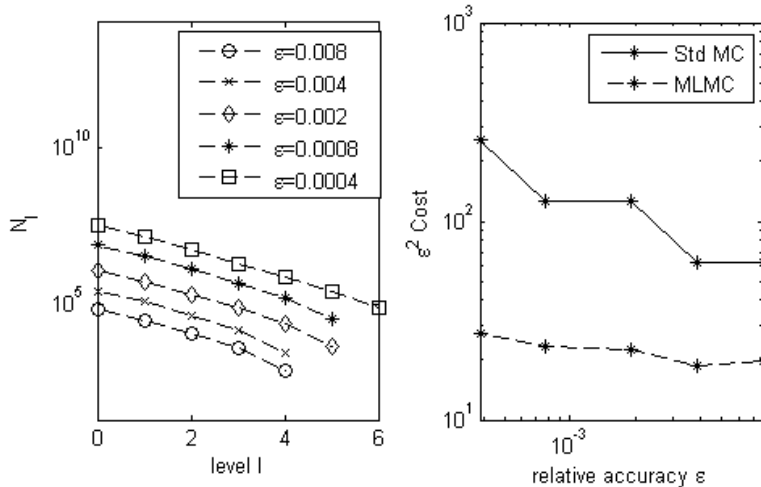 ε=0.008
ε=0.004
ε=0.002
ε=0.0008
ε=0.0004
10^10
10^5
N_l
0 2 4 6
level l
10^3
10^2
10^1
ε^2 Cost
Std MC
MLMC
10^-3
relative accuracy ε